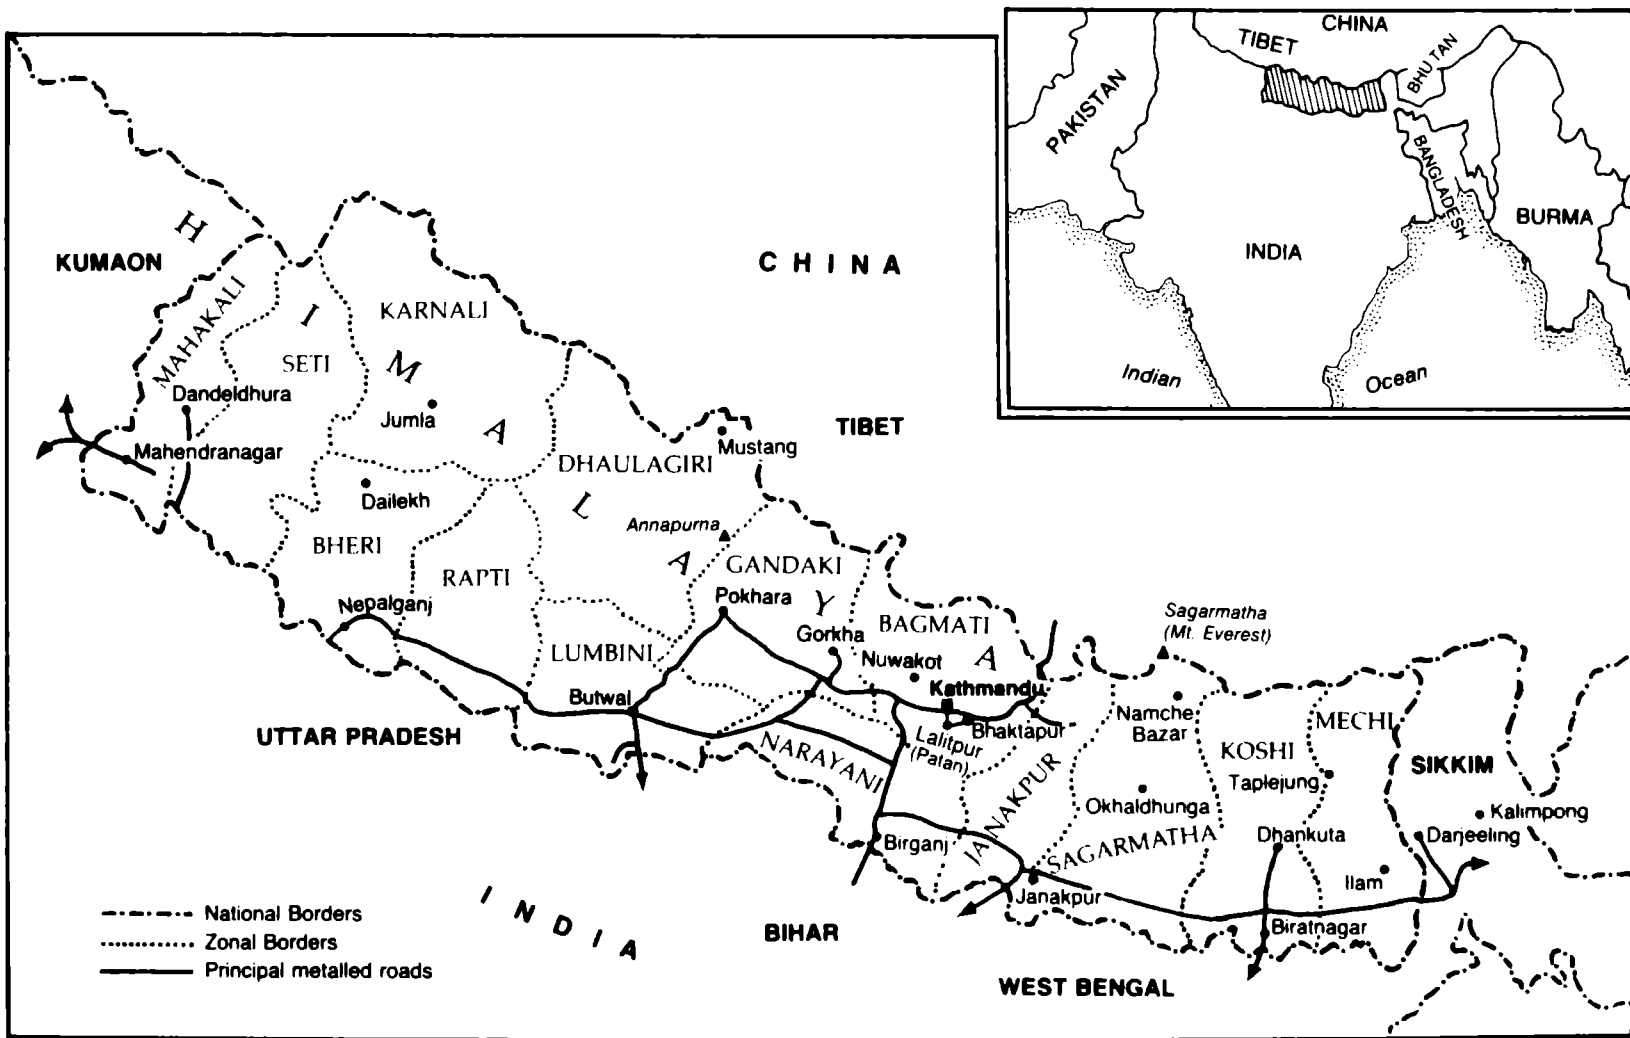 CHINA
TIBET
BHUTAN
PAKISTAN
BANGLADESH
INDIA
BURMA
Indian
Ocean
HIMALAYA
KUMAON
CHINA
TIBET
MAHAKALI
SETI
KARNALI
Dandeldhura
Jumla
Mahendranagar
Mustang
DHAULAGIRI
Dailekh
Annapurna
BHERI
RAPTI
GANDAKI
Nepalganj
Pokhara
Gorkha
BAGMATI
Sagarmatha
(Mt. Everest)
LUMBINI
Nuwakot
Butwal
Kathmandu
Namche
Bazar
MECHI
UTTAR PRADESH
NARAYANI
Lalitpur
(Patan)
Bhaktapur
KOSHI
SIKKIM
Taplejung
JANAKPUR
Okhaldhunga
Kalimpong
Birganj
SAGARMATHA
Dhankuta
Darjeeling
Janakpur
Ilam
Biratnagar
INDIA
BIHAR
WEST BENGAL
National Borders
Zonal Borders
Principal metalled roads